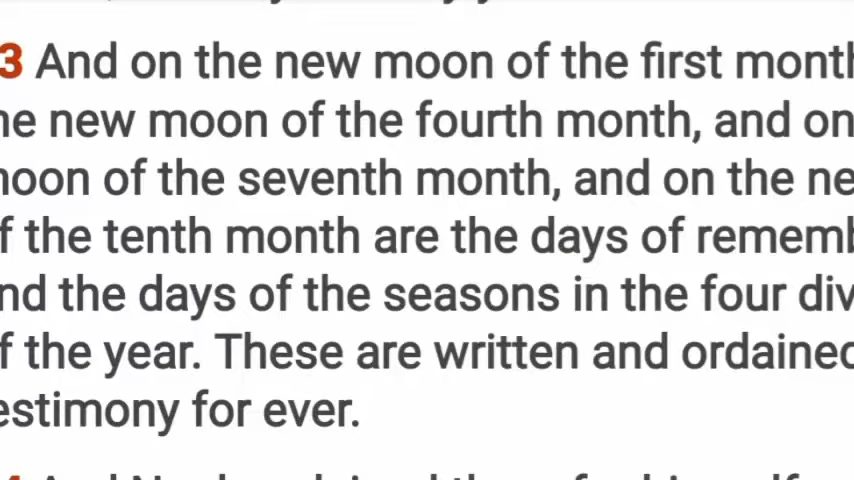 3 And on the new moon of the first month
he new moon of the fourth month, and on
noon of the seventh month, and on the ne
f the tenth month are the days of rememb
nd the days of the seasons in the four div
f the year. These are written and ordained
estimony for ever.